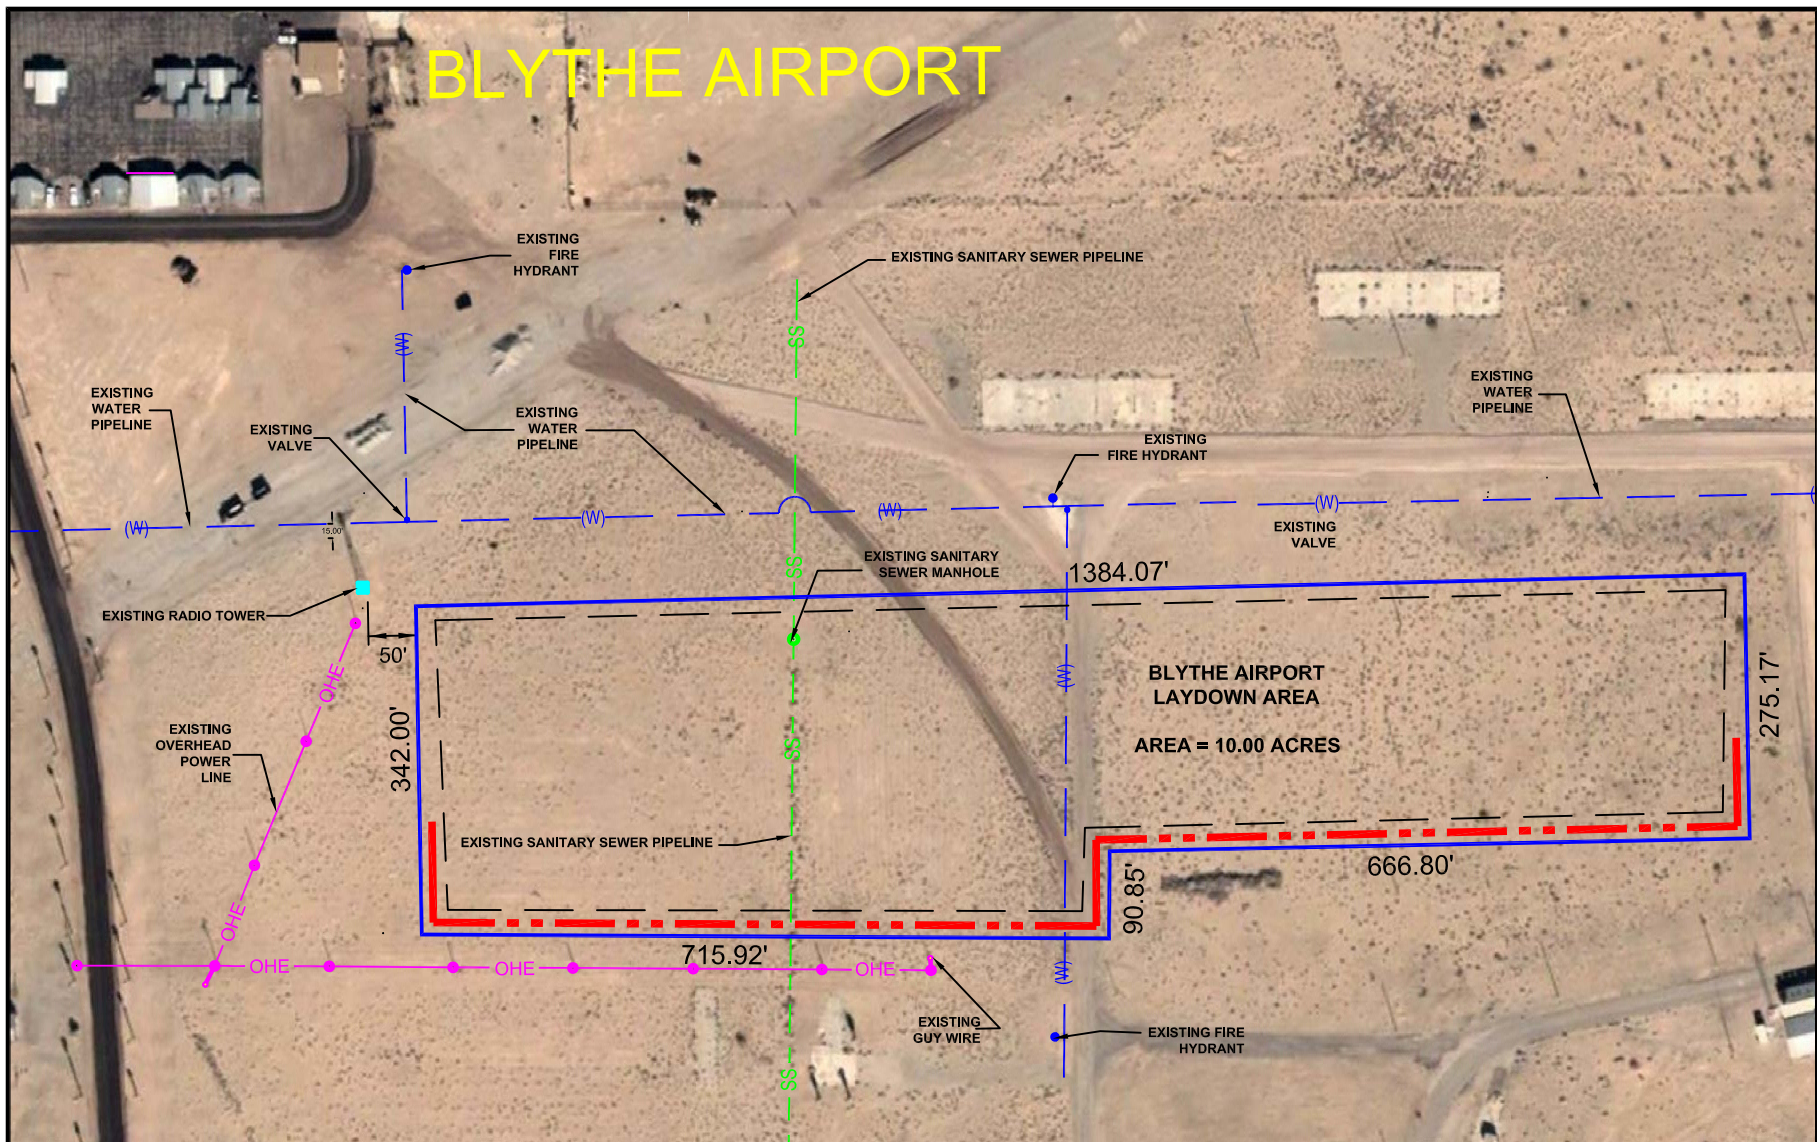 BLYTHE AIRPORT
EXISTING
FIRE
HYDRANT
EXISTING SANITARY SEWER PIPELINE
SS
(W)
EXISTING
WATER
PIPELINE
EXISTING
WATER
PIPELINE
EXISTING
VALVE
EXISTING
WATER
PIPELINE
EXISTING
FIRE HYDRANT
(W)
15.00'
(W)
(W)
(W)
EXISTING
VALVE
EXISTING SANITARY
SEWER MANHOLE
SS
1384.07'
EXISTING RADIO TOWER
50'
OHE
(W)
BLYTHE AIRPORT
LAYDOWN AREA
AREA = 10.00 ACRES
275.17'
342.00'
SS
EXISTING
OVERHEAD
POWER
LINE
EXISTING SANITARY SEWER PIPELINE
666.80'
90.85'
OHE
715.92'
OHE
OHE
OHE
(W)
EXISTING
GUY WIRE
EXISTING FIRE
HYDRANT
SS